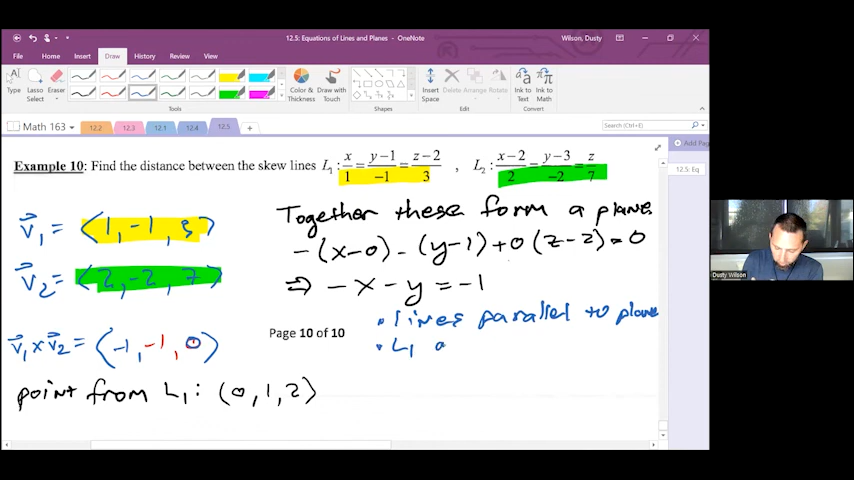 12.5: Equations of Lines and Planes - OneNote
Wilson, Dusty
File Home Insert Draw History Review View
Type
Lasso Select
Eraser
Color & Thickness
Draw with Touch
Insert Space
Delete
Arrange
Rotate
Ink to Text
Ink to Math
Tools
Shapes
Edit
Convert
Math 163
12.2 12.3 12.1 12.4 12.5 +
Search (Ctrl+E)
Add Page
12.5: Eq
Example 10: Find the distance between the skew lines L₁: x/1 = (y−1)/−1 = (z−2)/3 , L₂: (x−2)/2 = (y−3)/−2 = z/7
v⃗₁ = ⟨1, -1, 3⟩
v⃗₂ = ⟨2, -2, 7⟩
v⃗₁ x v⃗₂ = ⟨-1, -1, 0⟩
point from L₁: (0, 1, 2)
Together these form a plane
-(x-0) - (y-1) + 0(z-2) = 0
⇒ -x - y = -1
• lines parallel to plane
• L₁
Page 10 of 10
Dusty Wilson